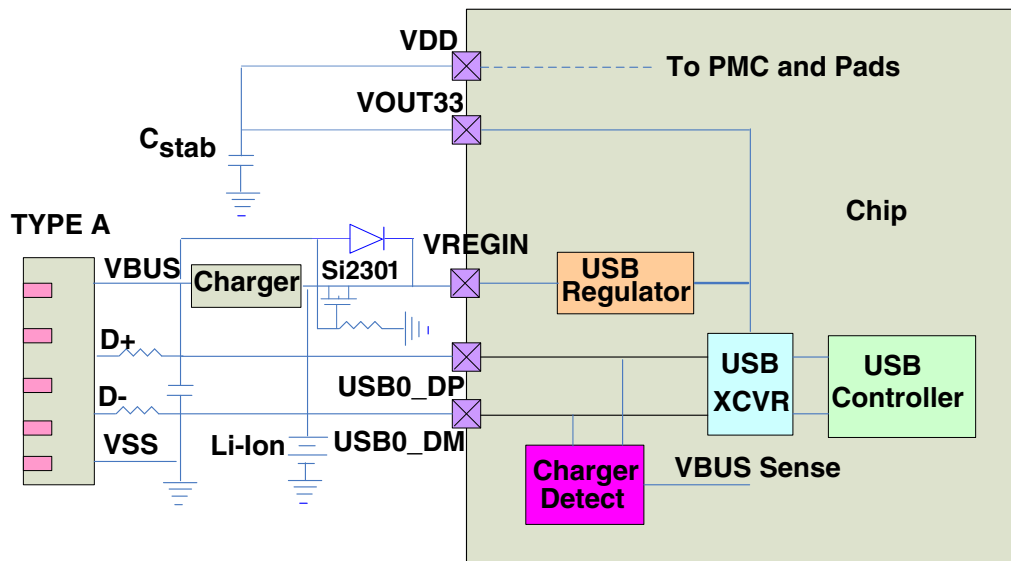 VDD
To PMC and Pads
VOUT33
Cstab
Chip
TYPE A
VREGIN
VBUS
Charger
Si2301
USB
Regulator
D+
USB
XCVR
USB
Controller
USB0_DP
D-
VSS
Li-Ion
USB0_DM
Charger
Detect
VBUS Sense